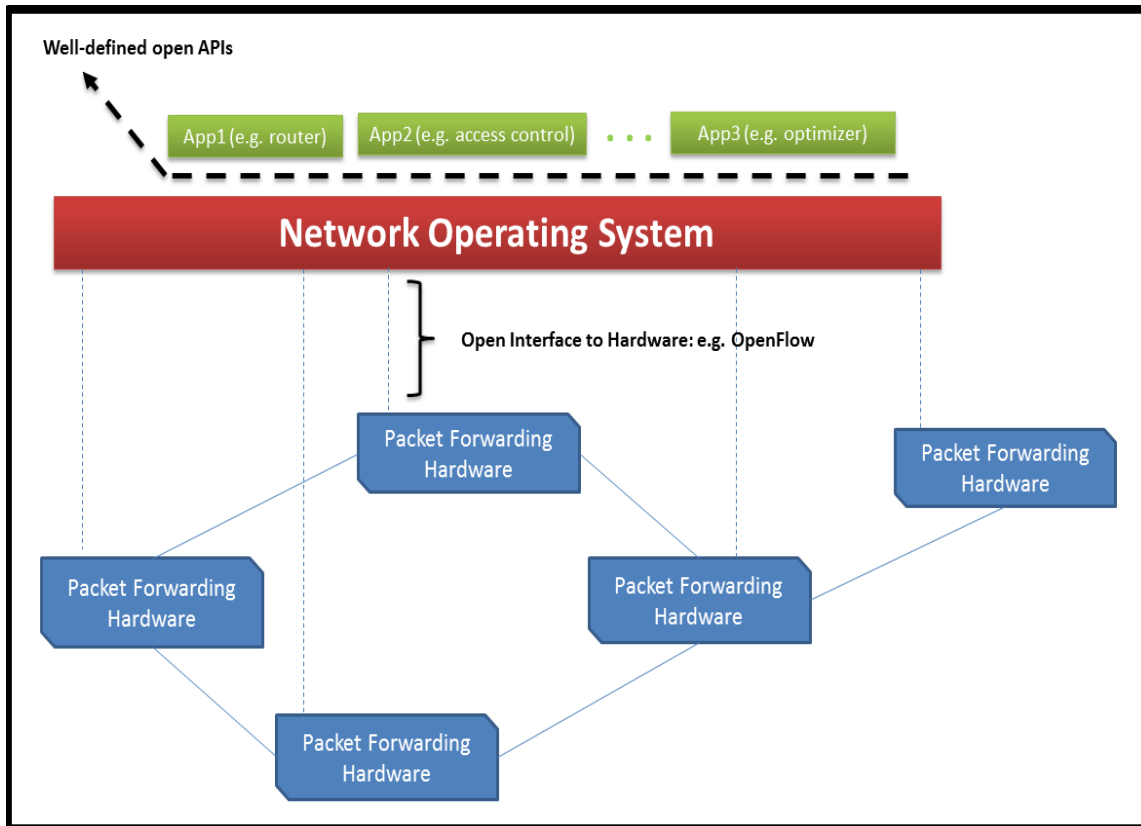 Well-defined open APIs
App1 (e.g. router)
App2 (e.g. access control)
. . .
App3 (e.g. optimizer)
Network Operating System
Open Interface to Hardware: e.g. OpenFlow
Packet Forwarding
Hardware
Packet Forwarding
Hardware
Packet Forwarding
Hardware
Packet Forwarding
Hardware
Packet Forwarding
Hardware